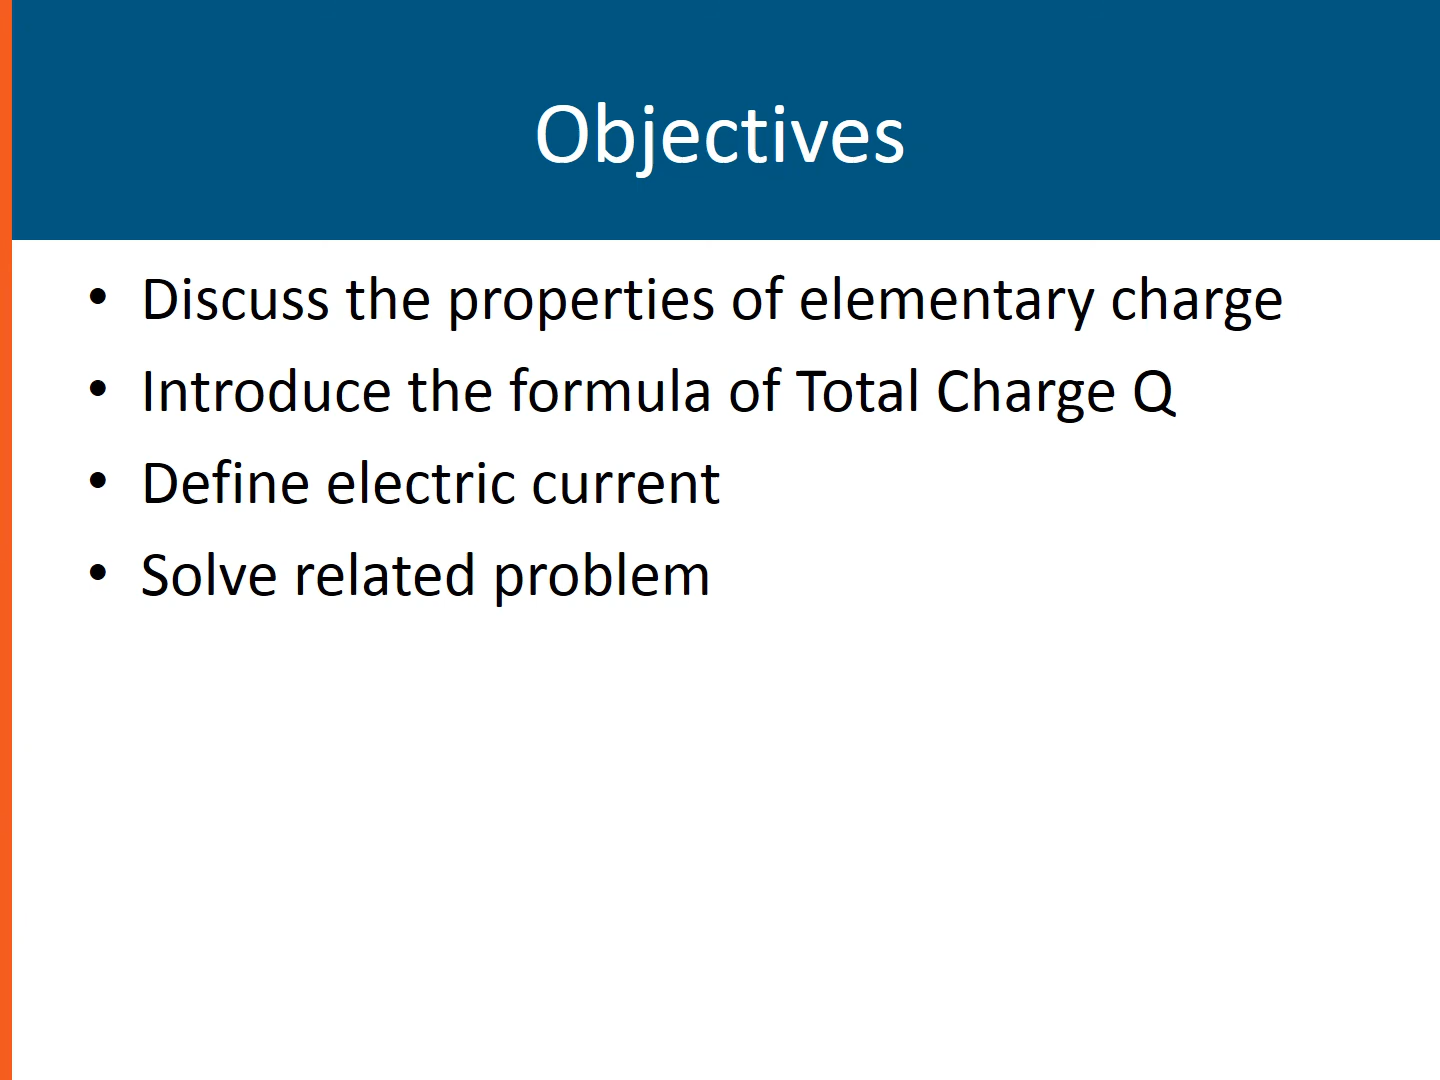 Objectives
• Discuss the properties of elementary charge
• Introduce the formula of Total Charge Q
• Define electric current
• Solve related problem